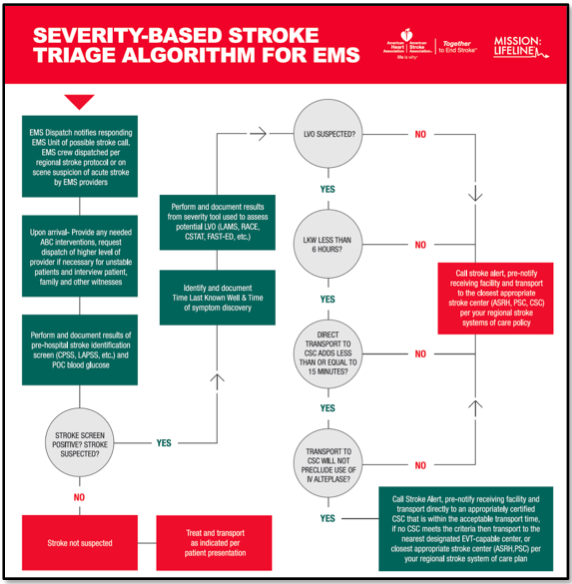 SEVERITY-BASED STROKE
TRIAGE ALGORITHM FOR EMS
American
Heart
Association
American
Stroke
Association
life is why
Together
to End Stroke
MISSION:
LIFELINE
EMS Dispatch notifies responding
EMS Unit of possible stroke call,
EMS crew dispatched per
regional stroke protocol or on
scene suspicion of acute stroke
by EMS providers
Upon arrival- Provide any needed
ABC interventions, request
dispatch of higher level of
provider if necessary for unstable
patients and interview patient,
family and other witnesses
Perform and document results of
pre-hospital stroke identification
screen (CPSS, LAPSS, etc.) and
POC blood glucose
STROKE SCREEN
POSITIVE? STROKE
SUSPECTED?
YES
NO
Stroke not suspected
Treat and transport
as indicated per
patient presentation
Identify and document
Time Last Known Well & Time
of symptom discovery
Perform and document results
from severity tool used to assess
potential LVO (LAMS, RACE,
CSTAT, FAST-ED, etc.)
LVO SUSPECTED?
NO
YES
LKW LESS THAN
6 HOURS?
NO
YES
DIRECT
TRANSPORT TO
CSC ADDS LESS
THAN OR EQUAL TO
15 MINUTES?
NO
YES
TRANSPORT TO
CSC WILL NOT
PRECLUDE USE OF
IV ALTEPLASE?
NO
YES
Call stroke alert, pre-notify
receiving facility and transport
to the closest appropriate
stroke center (ASRH, PSC, CSC)
per your regional stroke
systems of care policy
Call Stroke Alert, pre-notify receiving facility and
transport directly to an appropriately certified
CSC that is within the acceptable transport time,
if no CSC meets the criteria then transport to the
nearest designated EVT-capable center, or
closest appropriate stroke center (ASRH,PSC) per
your regional stroke system of care plan